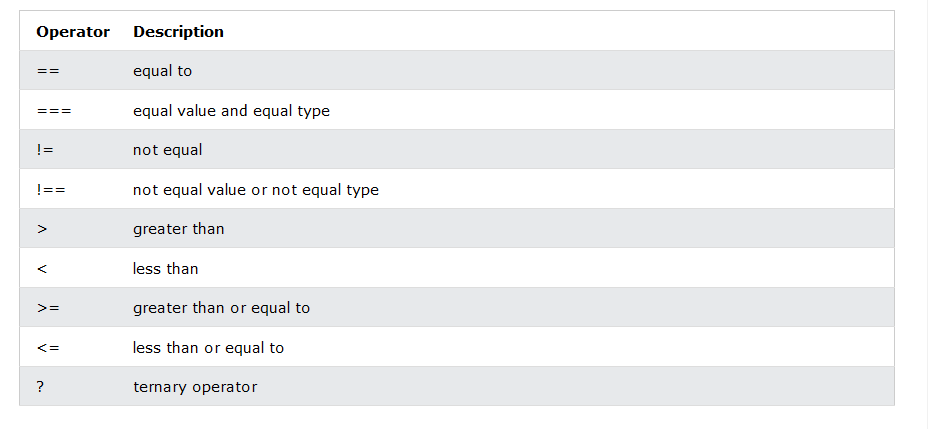 Operator Description
== equal to
=== equal value and equal type
!= not equal
!== not equal value or not equal type
> greater than
< less than
>= greater than or equal to
<= less than or equal to
? ternary operator